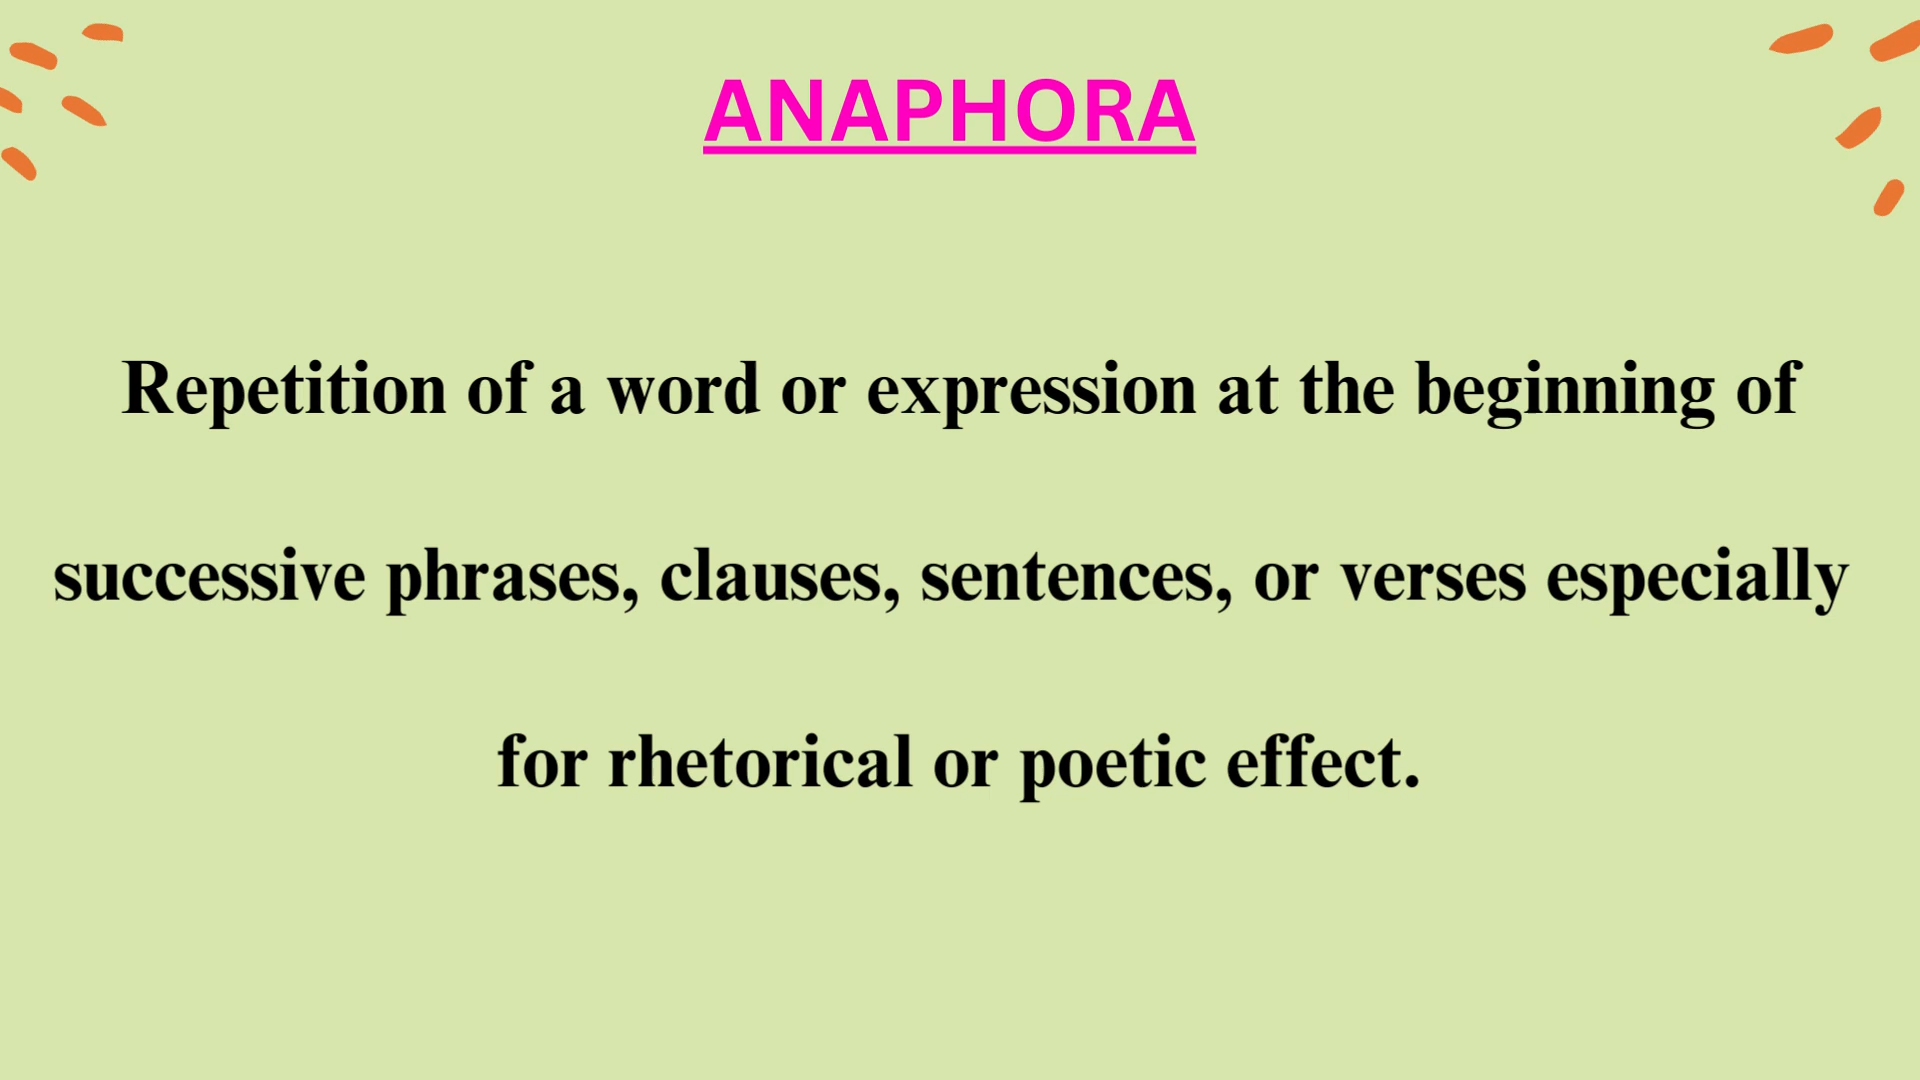 ANAPHORA
Repetition of a word or expression at the beginning of
successive phrases, clauses, sentences, or verses especially
for rhetorical or poetic effect.